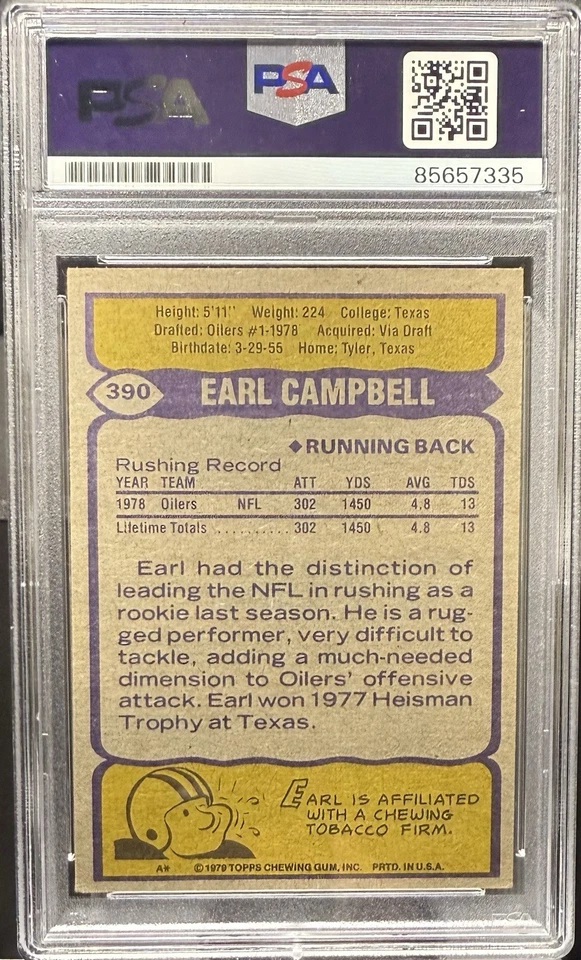 PSA
PSA
85657335
Height: 5'11" Weight: 224 College: Texas
Drafted: Oilers #1-1978 Acquired: Via Draft
Birthdate: 3-29-55 Home: Tyler, Texas
390 EARL CAMPBELL
◆RUNNING BACK
Rushing Record
YEAR TEAM ATT YDS AVG TDS
1978 Oilers NFL 302 1450 4.8 13
Lifetime Totals .......... 302 1450 4.8 13
Earl had the distinction of
leading the NFL in rushing as a
rookie last season. He is a rug-
ged performer, very difficult to
tackle, adding a much-needed
dimension to Oilers' offensive
attack. Earl won 1977 Heisman
Trophy at Texas.
EARL IS AFFILIATED
WITH A CHEWING
TOBACCO FIRM.
A* ©1979 TOPPS CHEWING GUM, INC. PRTD. IN U.S.A.
PSA